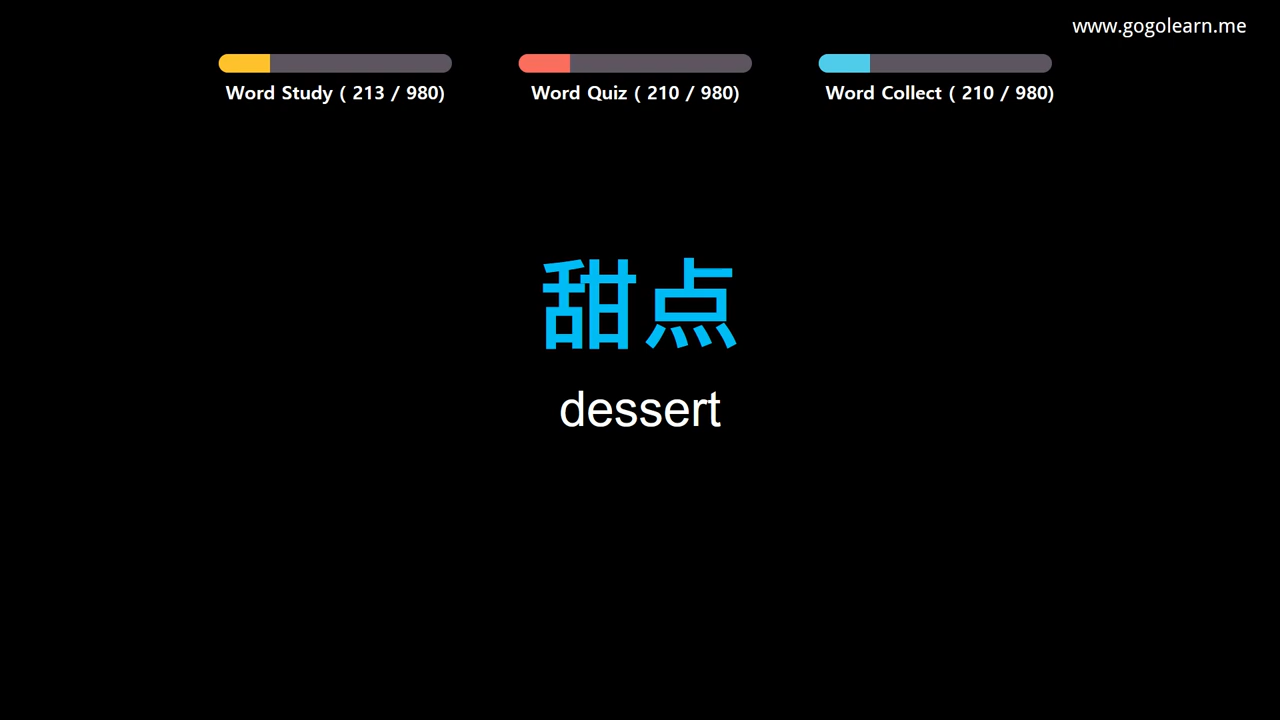 www.gogolearn.me
Word Study ( 213 / 980)
Word Quiz ( 210 / 980)
Word Collect ( 210 / 980)
甜点
dessert